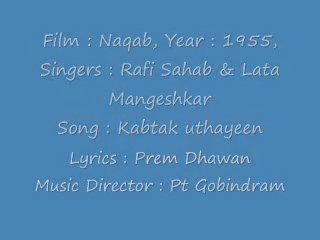 Film : Naqab, Year : 1955,
Singers : Rafi Sahab & Lata
Mangeshkar
Song : Kabtak uthayeen
Lyrics : Prem Dhawan
Music Director : Pt Gobindram